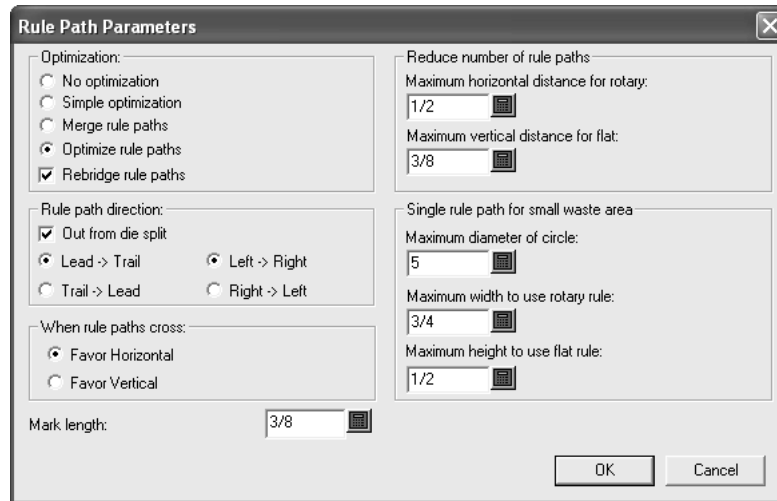 Rule Path Parameters
Optimization:
No optimization
Simple optimization
Merge rule paths
Optimize rule paths
Rebridge rule paths
Rule path direction:
Out from die split
Lead -> Trail
Left -> Right
Trail -> Lead
Right -> Left
When rule paths cross:
Favor Horizontal
Favor Vertical
Mark length:
3/8
Reduce number of rule paths
Maximum horizontal distance for rotary:
1/2
Maximum vertical distance for flat:
3/8
Single rule path for small waste area
Maximum diameter of circle:
5
Maximum width to use rotary rule:
3/4
Maximum height to use flat rule:
1/2
OK
Cancel